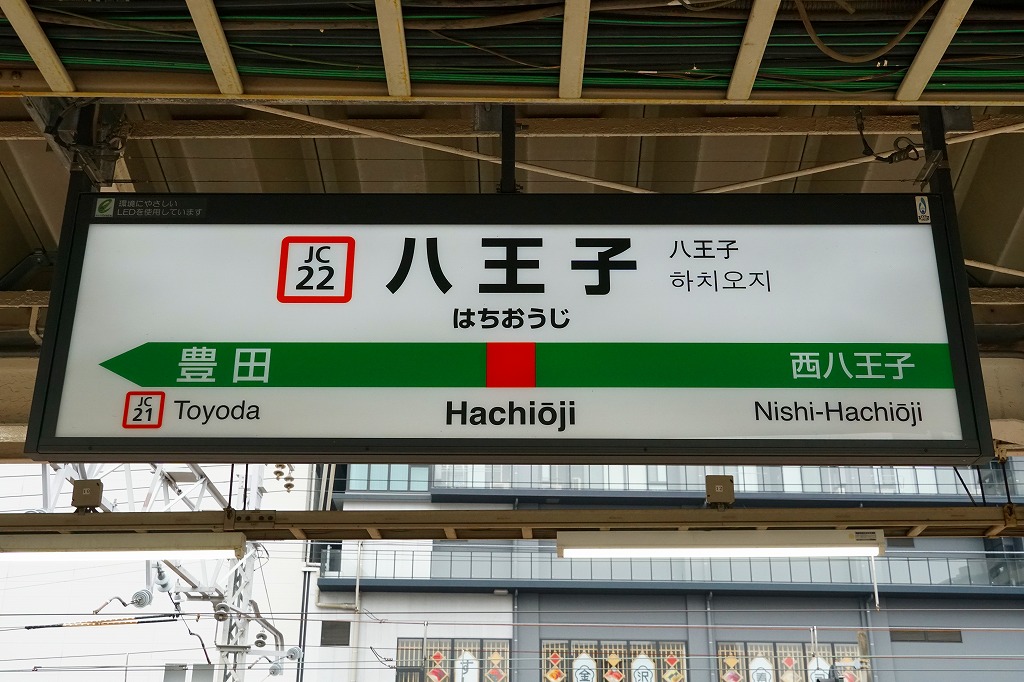 環境にやさしい
LEDを使用しています
JC
22
八王子
八王子
하치오지
はちおうじ
豊田
西八王子
JC
21
Toyoda
Hachiōji
Nishi-Hachiōji
金
沢